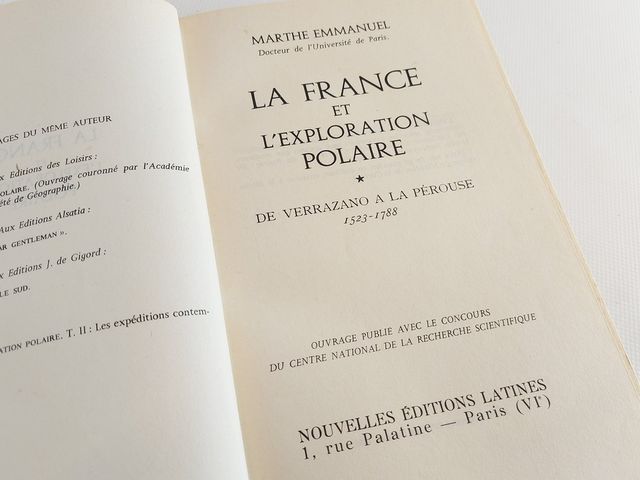 AGES DU MÊME AUTEUR
x Editions des Loisirs :
OLAIRE. (Ouvrage couronné par l'Académie
été de Géographie.)
Aux Editions Alsatia :
AR GENTLEMAN ».
x Editions J. de Gigord :
LE SUD.
ATION POLAIRE. T. II : Les expéditions contem-
MARTHE EMMANUEL
Docteur de l'Université de Paris.
LA FRANCE
ET
L'EXPLORATION
POLAIRE
★
DE VERRAZANO A LA PÉROUSE
1523-1788
OUVRAGE PUBLIÉ AVEC LE CONCOURS
DU CENTRE NATIONAL DE LA RECHERCHE SCIENTIFIQUE
NOUVELLES ÉDITIONS LATINES
1, rue Palatine — Paris (VIe)